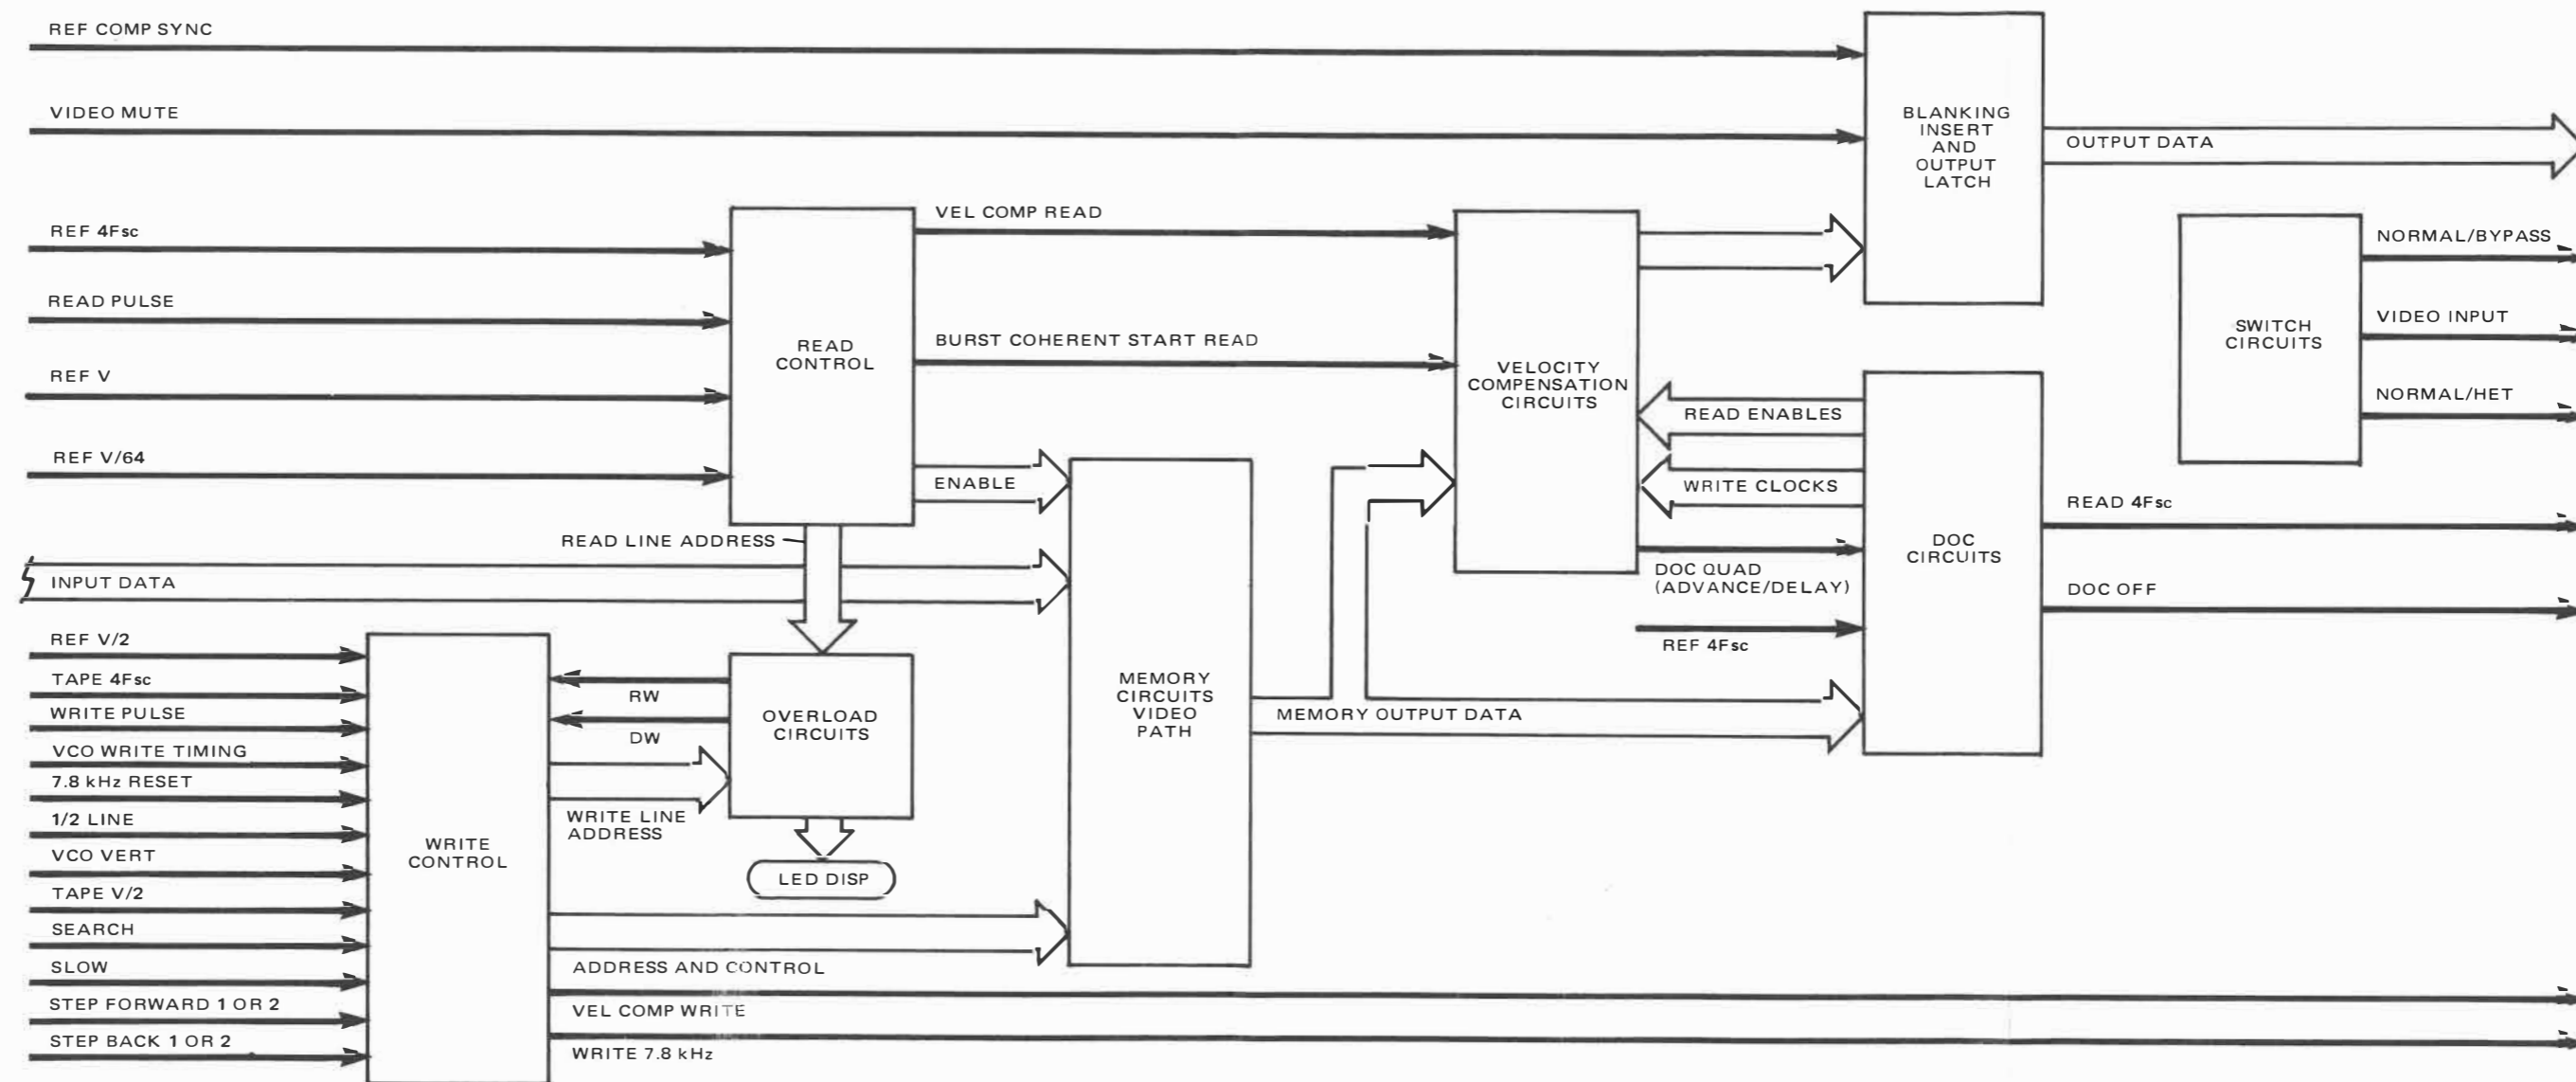 REF COMP SYNC
VIDEO MUTE
BLANKING
INSERT
AND
OUTPUT
LATCH
OUTPUT DATA
REF 4Fsc
READ PULSE
REF V
REF V/64
READ
CONTROL
VEL COMP READ
BURST COHERENT START READ
ENABLE
READ LINE ADDRESS
INPUT DATA
VELOCITY
COMPENSATION
CIRCUITS
READ ENABLES
WRITE CLOCKS
DOC QUAD
(ADVANCE/DELAY)
REF 4Fsc
DOC
CIRCUITS
SWITCH
CIRCUITS
NORMAL/BYPASS
VIDEO INPUT
NORMAL/HET
READ 4Fsc
DOC OFF
REF V/2
TAPE 4Fsc
WRITE PULSE
VCO WRITE TIMING
7.8 kHz RESET
1/2 LINE
VCO VERT
TAPE V/2
SEARCH
SLOW
STEP FORWARD 1 OR 2
STEP BACK 1 OR 2
WRITE
CONTROL
RW
DW
WRITE LINE
ADDRESS
OVERLOAD
CIRCUITS
LED DISP
MEMORY
CIRCUITS
VIDEO
PATH
MEMORY OUTPUT DATA
ADDRESS AND CONTROL
VEL COMP WRITE
WRITE 7.8 kHz